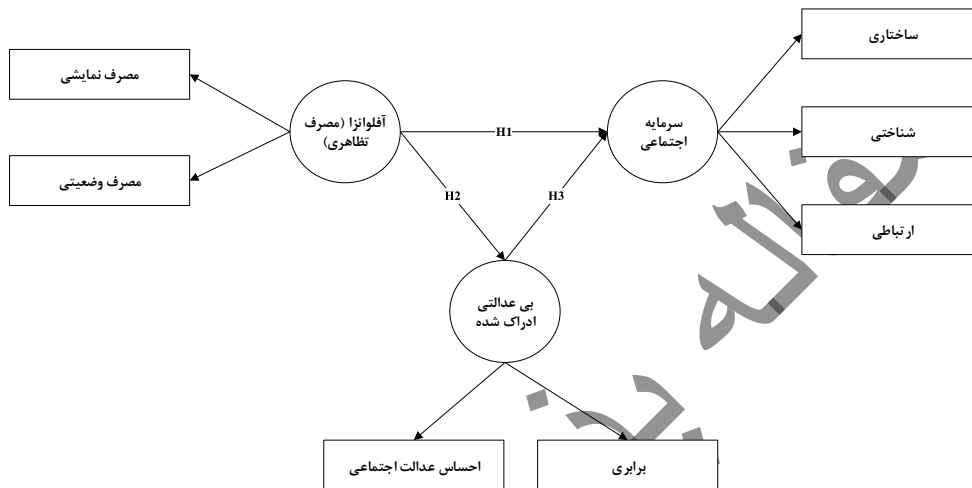 ساختاری
مصرف نمایشی
آفلوانزا (مصرف
تظاهری)
H1
سرمایه
اجتماعی
شناختی
مصرف وضعیتی
H2
H3
ارتباطی
بی عدالتی
ادراک شده
احساس عدالت اجتماعی
برابری